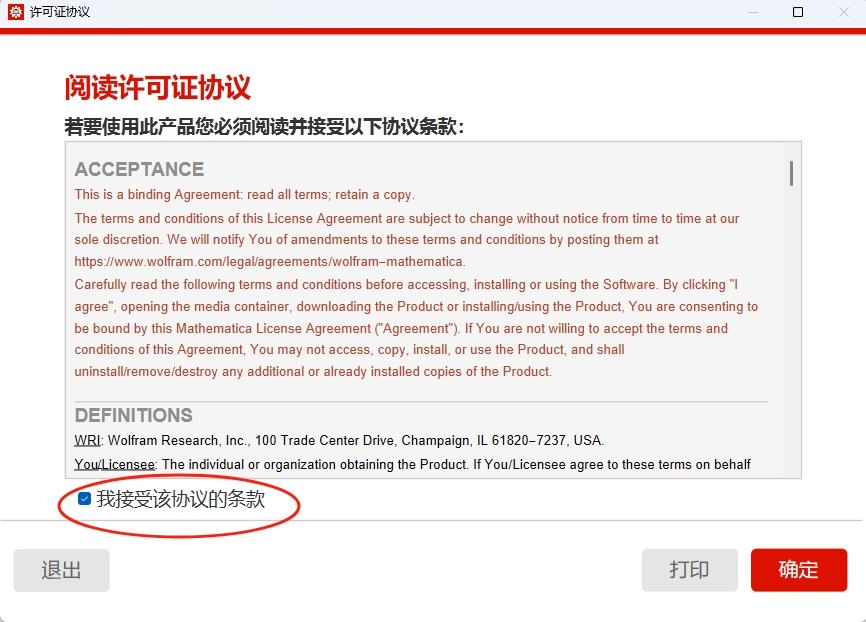 许可证协议
阅读许可证协议
若要使用此产品您必须阅读并接受以下协议条款：
ACCEPTANCE
This is a binding Agreement: read all terms; retain a copy.
The terms and conditions of this License Agreement are subject to change without notice from time to time at our
sole discretion. We will notify You of amendments to these terms and conditions by posting them at
https://www.wolfram.com/legal/agreements/wolfram–mathematica.
Carefully read the following terms and conditions before accessing, installing or using the Software. By clicking "I
agree", opening the media container, downloading the Product or installing/using the Product, You are consenting to
be bound by this Mathematica License Agreement ("Agreement"). If You are not willing to accept the terms and
conditions of this Agreement, You may not access, copy, install, or use the Product, and shall
uninstall/remove/destroy any additional or already installed copies of the Product.
DEFINITIONS
WRI: Wolfram Research, Inc., 100 Trade Center Drive, Champaign, IL 61820–7237, USA.
You/Licensee: The individual or organization obtaining the Product. If You/Licensee agree to these terms on behalf
我接受该协议的条款
退出
打印
确定